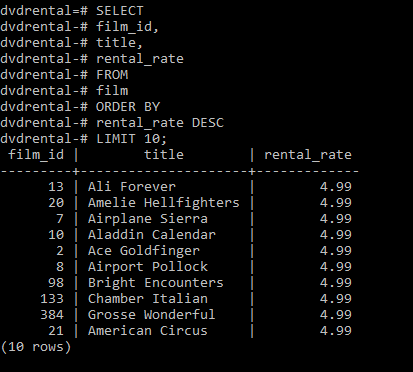 dvdrental=# SELECT
dvdrental-# film_id,
dvdrental-# title,
dvdrental-# rental_rate
dvdrental-# FROM
dvdrental-# film
dvdrental-# ORDER BY
dvdrental-# rental_rate DESC
dvdrental-# LIMIT 10;
 film_id |        title        | rental_rate
---------+---------------------+-------------
      13 | Ali Forever         |        4.99
      20 | Amelie Hellfighters |        4.99
       7 | Airplane Sierra     |        4.99
      10 | Aladdin Calendar    |        4.99
       2 | Ace Goldfinger      |        4.99
       8 | Airport Pollock     |        4.99
      98 | Bright Encounters   |        4.99
     133 | Chamber Italian     |        4.99
     384 | Grosse Wonderful    |        4.99
      21 | American Circus     |        4.99
(10 rows)